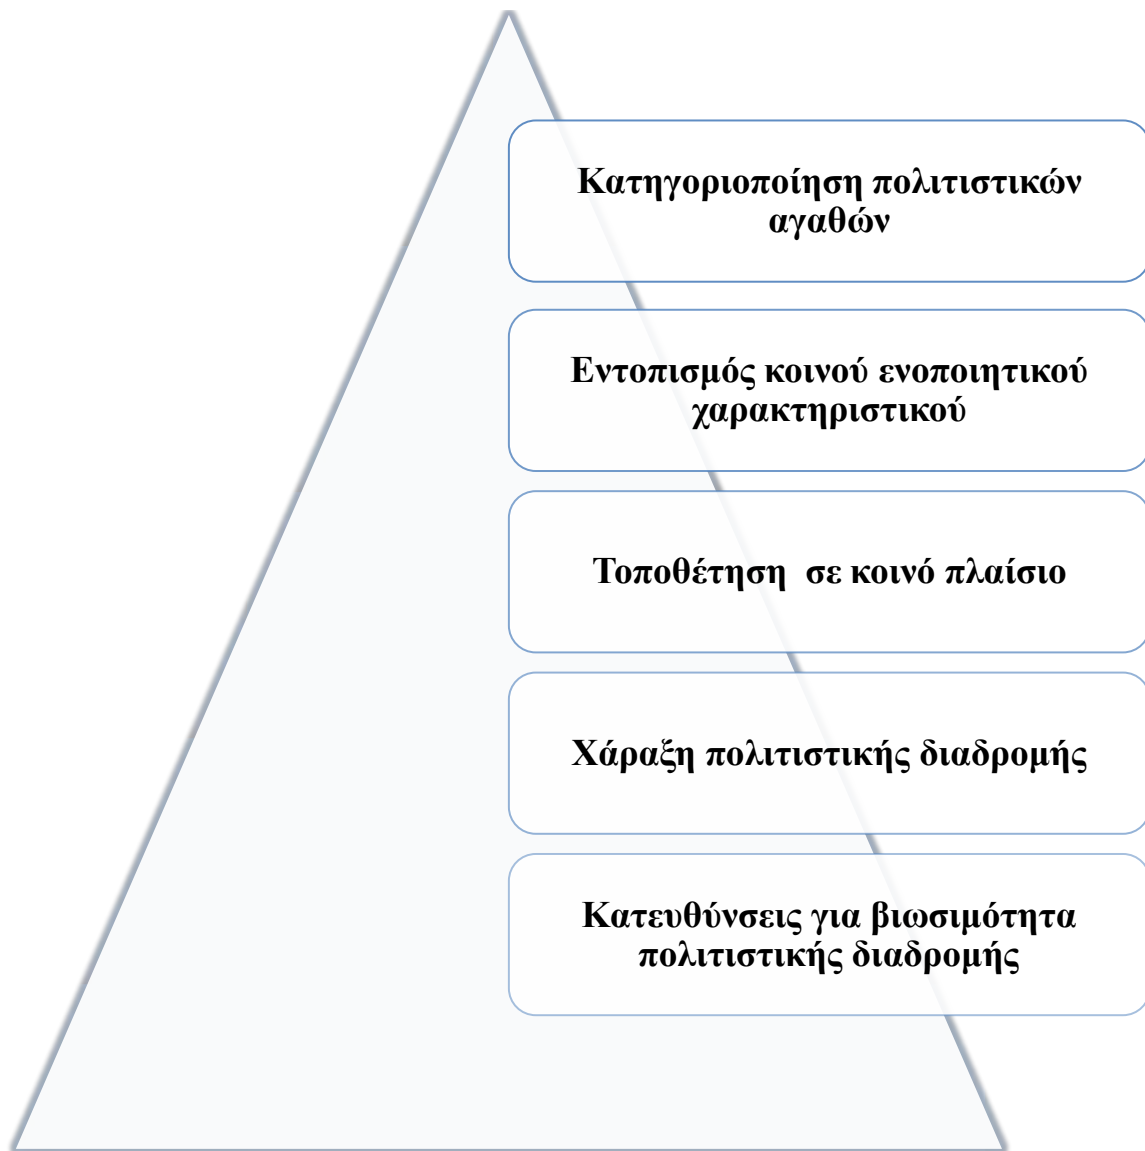 Κατηγοριοποίηση πολιτιστικών
αγαθών
Εντοπισμός κοινού ενοποιητικού
χαρακτηριστικού
Τοποθέτηση  σε κοινό πλαίσιο
Χάραξη πολιτιστικής διαδρομής
Κατευθύνσεις για βιωσιμότητα
πολιτιστικής διαδρομής